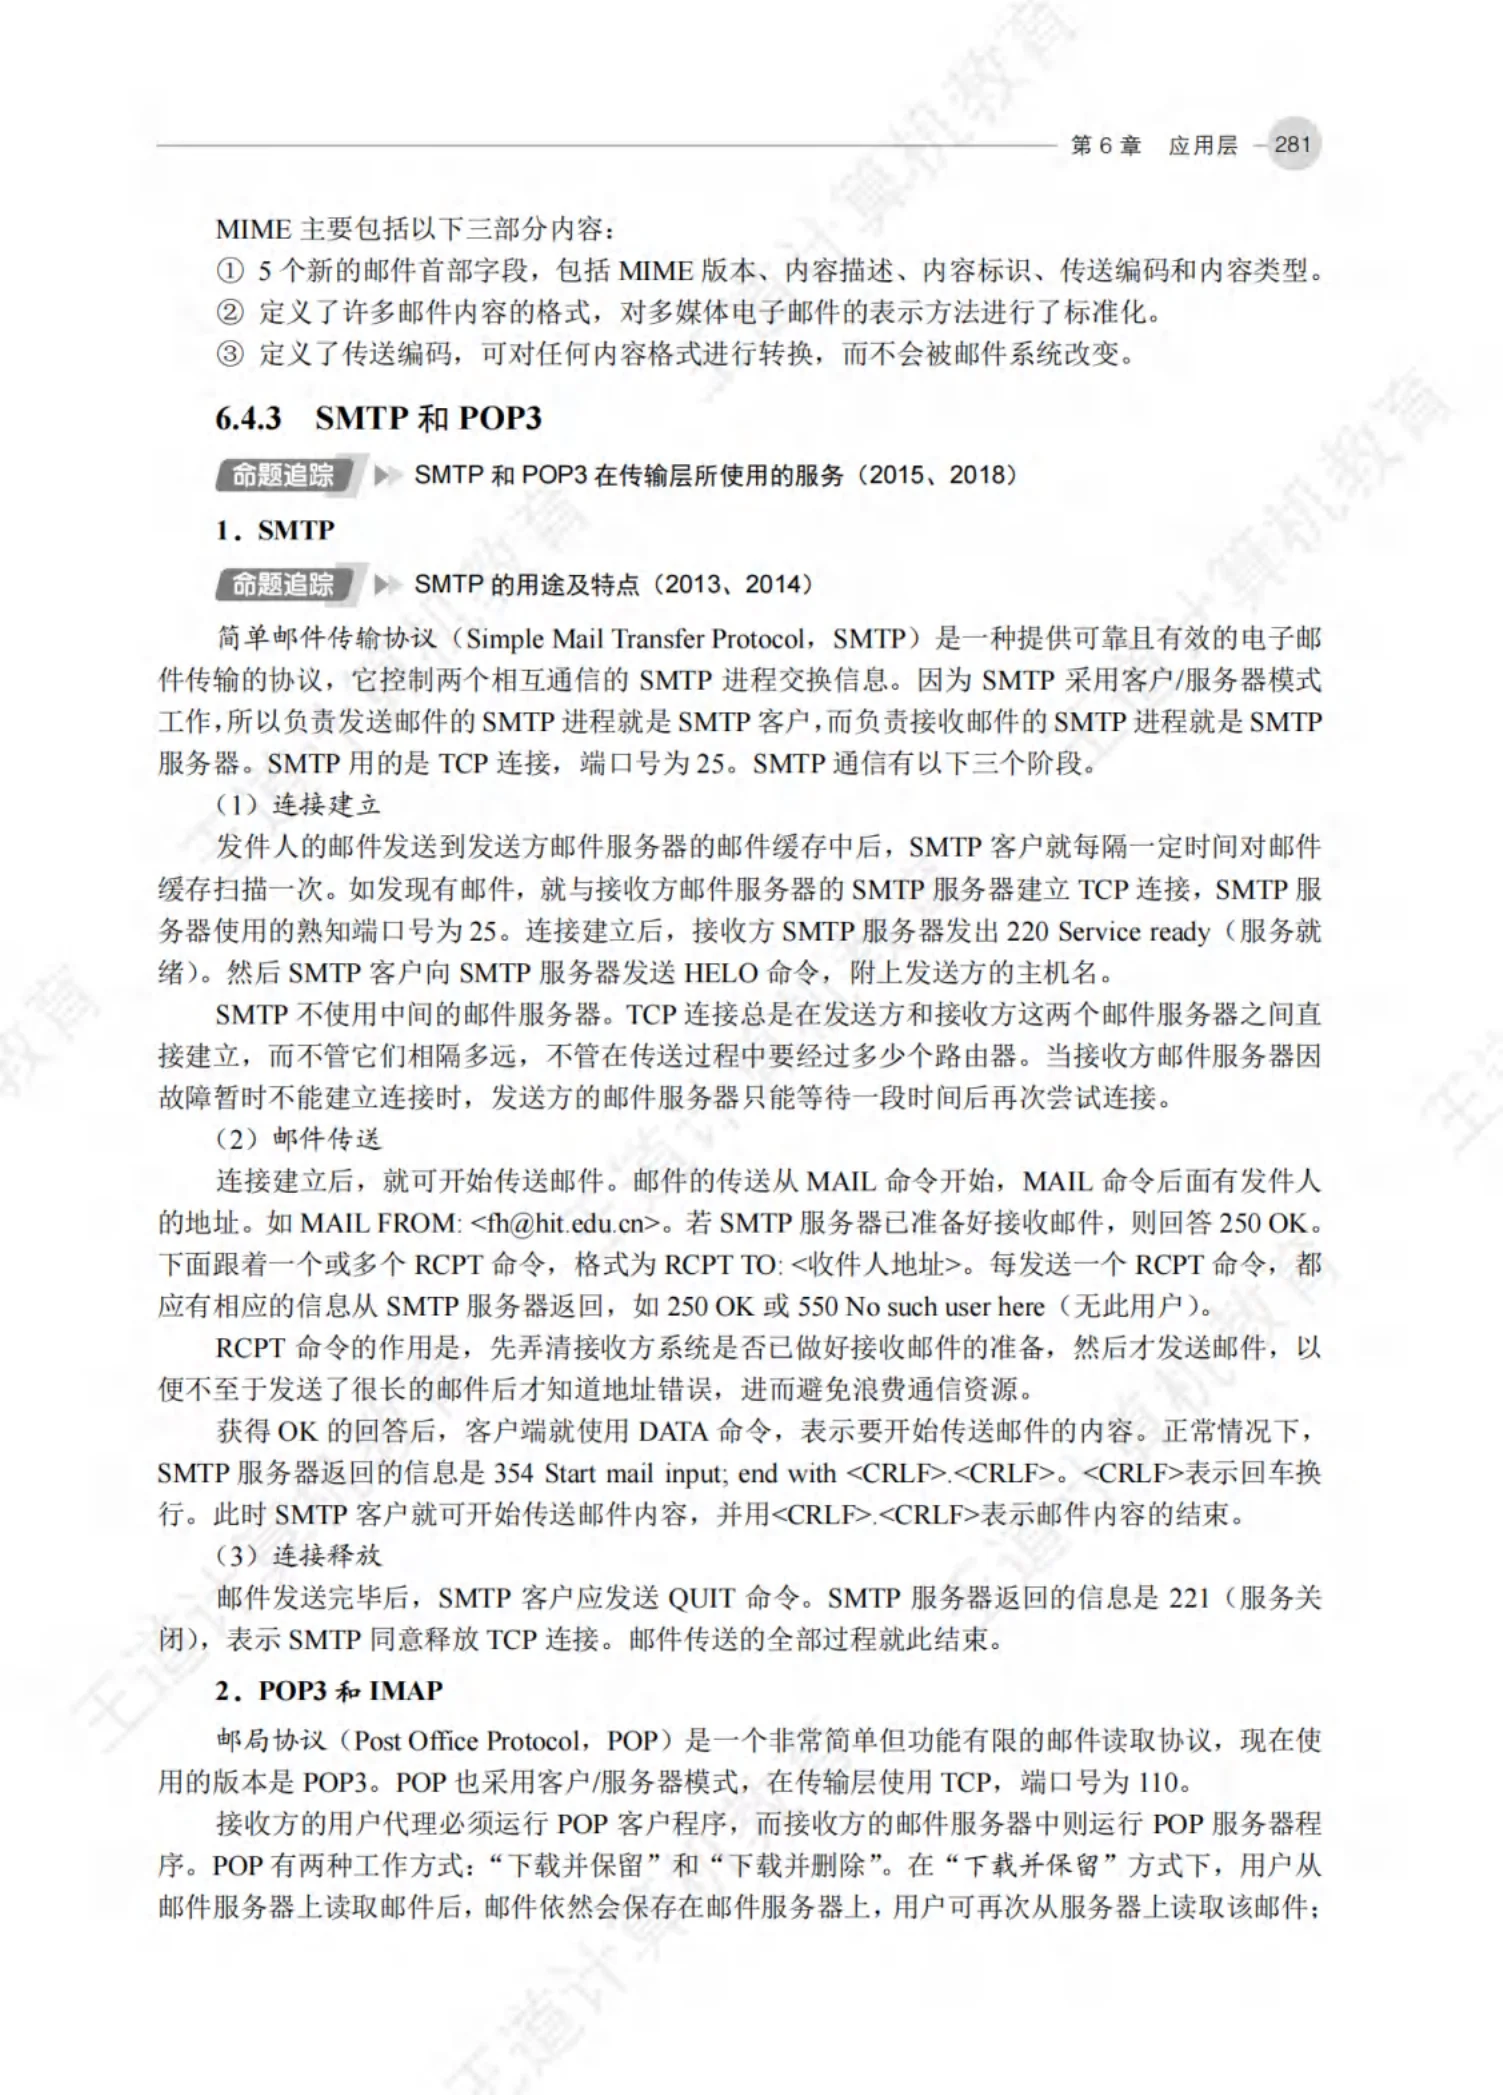 第 6 章 应用层 281
MIME 主要包括以下三部分内容：
① 5 个新的邮件首部字段，包括 MIME 版本、内容描述、内容标识、传送编码和内容类型。
② 定义了许多邮件内容的格式，对多媒体电子邮件的表示方法进行了标准化。
③ 定义了传送编码，可对任何内容格式进行转换，而不会被邮件系统改变。
6.4.3 SMTP 和 POP3
命题追踪 SMTP 和 POP3 在传输层所使用的服务（2015、2018）
1．SMTP
命题追踪 SMTP 的用途及特点（2013、2014）
简单邮件传输协议（Simple Mail Transfer Protocol，SMTP）是一种提供可靠且有效的电子邮
件传输的协议，它控制两个相互通信的 SMTP 进程交换信息。因为 SMTP 采用客户/服务器模式
工作，所以负责发送邮件的 SMTP 进程就是 SMTP 客户，而负责接收邮件的 SMTP 进程就是 SMTP
服务器。SMTP 用的是 TCP 连接，端口号为 25。SMTP 通信有以下三个阶段。
（1）连接建立
发件人的邮件发送到发送方邮件服务器的邮件缓存中后，SMTP 客户就每隔一定时间对邮件
缓存扫描一次。如发现有邮件，就与接收方邮件服务器的 SMTP 服务器建立 TCP 连接，SMTP 服
务器使用的熟知端口号为 25。连接建立后，接收方 SMTP 服务器发出 220 Service ready（服务就
绪）。然后 SMTP 客户向 SMTP 服务器发送 HELO 命令，附上发送方的主机名。
SMTP 不使用中间的邮件服务器。TCP 连接总是在发送方和接收方这两个邮件服务器之间直
接建立，而不管它们相隔多远，不管在传送过程中要经过多少个路由器。当接收方邮件服务器因
故障暂时不能建立连接时，发送方的邮件服务器只能等待一段时间后再次尝试连接。
（2）邮件传送
连接建立后，就可开始传送邮件。邮件的传送从 MAIL 命令开始，MAIL 命令后面有发件人
的地址。如 MAIL FROM: <fh@hit.edu.cn>。若 SMTP 服务器已准备好接收邮件，则回答 250 OK。
下面跟着一个或多个 RCPT 命令，格式为 RCPT TO: <收件人地址>。每发送一个 RCPT 命令，都
应有相应的信息从 SMTP 服务器返回，如 250 OK 或 550 No such user here（无此用户）。
RCPT 命令的作用是，先弄清接收方系统是否已做好接收邮件的准备，然后才发送邮件，以
便不至于发送了很长的邮件后才知道地址错误，进而避免浪费通信资源。
获得 OK 的回答后，客户端就使用 DATA 命令，表示要开始传送邮件的内容。正常情况下，
SMTP 服务器返回的信息是 354 Start mail input; end with <CRLF>.<CRLF>。<CRLF>表示回车换
行。此时 SMTP 客户就可开始传送邮件内容，并用<CRLF>.<CRLF>表示邮件内容的结束。
（3）连接释放
邮件发送完毕后，SMTP 客户应发送 QUIT 命令。SMTP 服务器返回的信息是 221（服务关
闭），表示 SMTP 同意释放 TCP 连接。邮件传送的全部过程就此结束。
2．POP3 和 IMAP
邮局协议（Post Office Protocol，POP）是一个非常简单但功能有限的邮件读取协议，现在使
用的版本是 POP3。POP 也采用客户/服务器模式，在传输层使用 TCP，端口号为 110。
接收方的用户代理必须运行 POP 客户程序，而接收方的邮件服务器中则运行 POP 服务器程
序。POP 有两种工作方式：“下载并保留”和“下载并删除”。在“下载并保留”方式下，用户从
邮件服务器上读取邮件后，邮件依然会保存在邮件服务器上，用户可再次从服务器上读取该邮件；
王道计算机教育